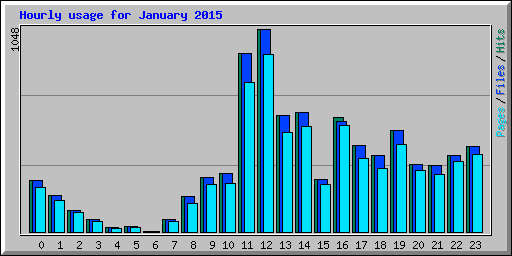 Hourly usage for January 2015
1048
Pages/Files/Hits
0 1 2 3 4 5 6 7 8 9 10 11 12 13 14 15 16 17 18 19 20 21 22 23